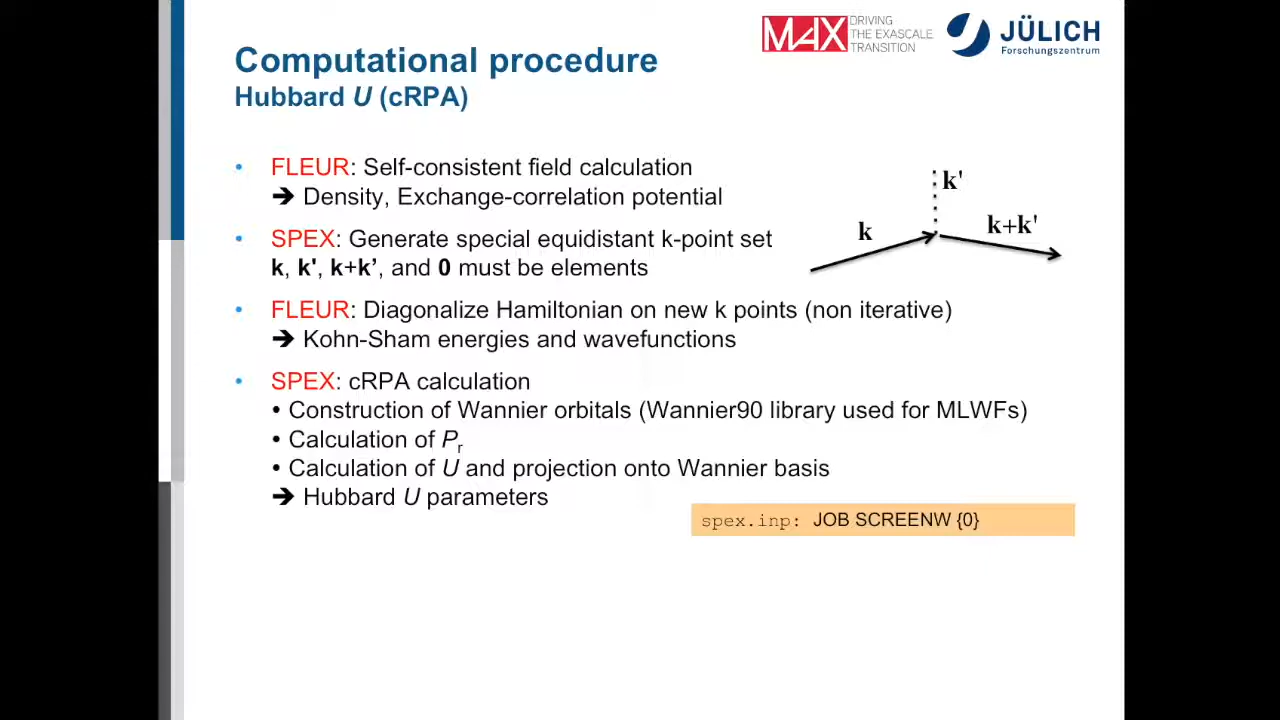 MAX DRIVING
THE EXASCALE
TRANSITION
JÜLICH
Forschungszentrum
Computational procedure
Hubbard U (cRPA)
• FLEUR: Self-consistent field calculation
➔ Density, Exchange-correlation potential
• SPEX: Generate special equidistant k-point set
k, k', k+k’, and 0 must be elements
k'
k
k+k'
• FLEUR: Diagonalize Hamiltonian on new k points (non iterative)
➔ Kohn-Sham energies and wavefunctions
• SPEX: cRPA calculation
• Construction of Wannier orbitals (Wannier90 library used for MLWFs)
• Calculation of Pr
• Calculation of U and projection onto Wannier basis
➔ Hubbard U parameters
spex.inp: JOB SCREENW {0}